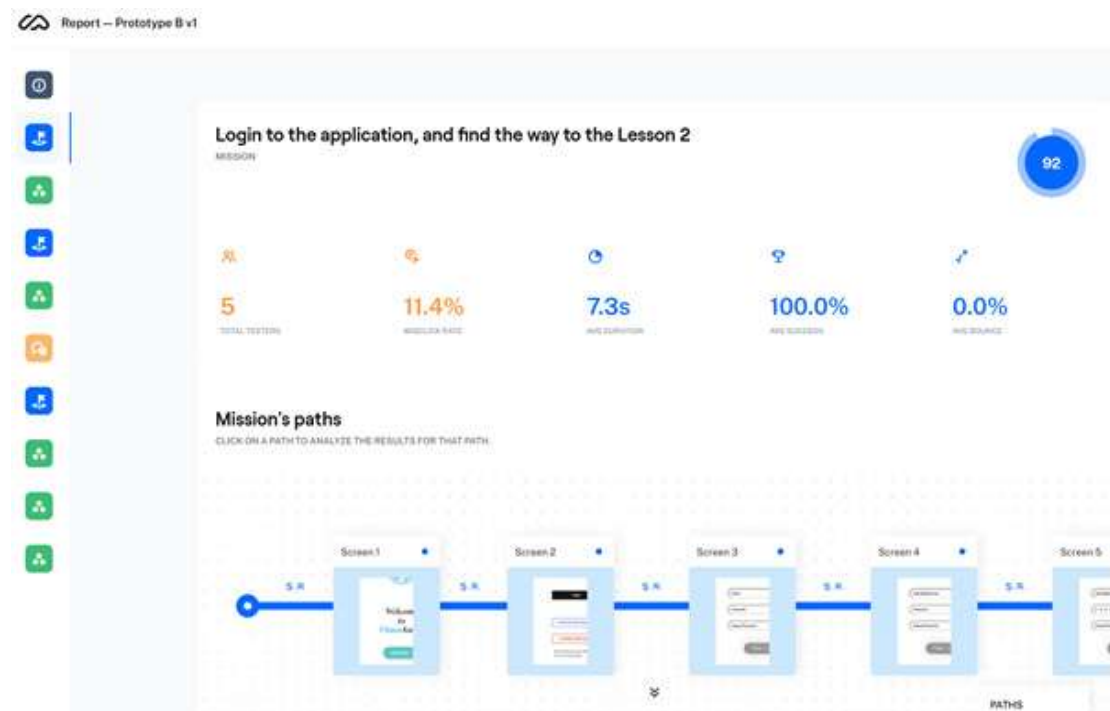 Report – Prototype B v1
Login to the application, and find the way to the Lesson 2
MISSION
92
5
11.4%
7.3s
100.0%
0.0%
TOTAL TESTERS
MISCLICK RATE
AVG DURATION
AVG SUCCESS
AVG BOUNCE
Mission's paths
CLICK ON A PATH TO ANALYZE THE RESULTS FOR THAT PATH.
Screen 1
Screen 2
Screen 3
Screen 4
Screen 5
Welcome
to
PATHS